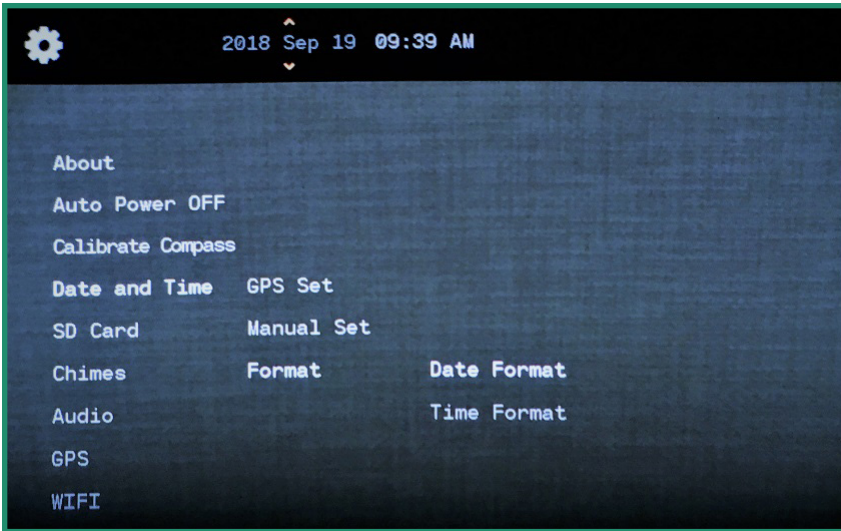 2018 Sep 19 09:39 AM
About
Auto Power OFF
Calibrate Compass
Date and Time GPS Set
SD Card Manual Set
Chimes Format Date Format
Audio Time Format
GPS
WIFI